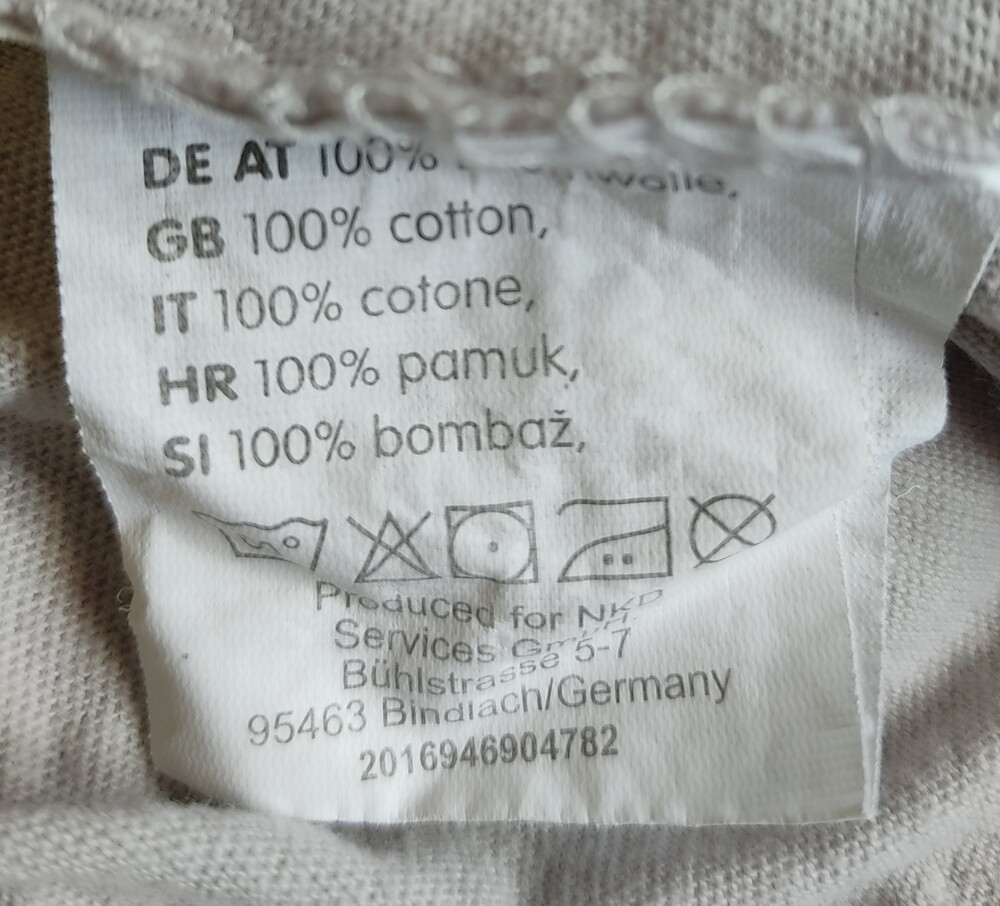 DE AT 100%
GB 100% cotton,
IT 100% cotone,
HR 100% pamuk,
SI 100% bombaž,
Produced for NKD
Services GmbH
Bühlstrasse 5-7
95463 Bindlach/Germany
2016946904782